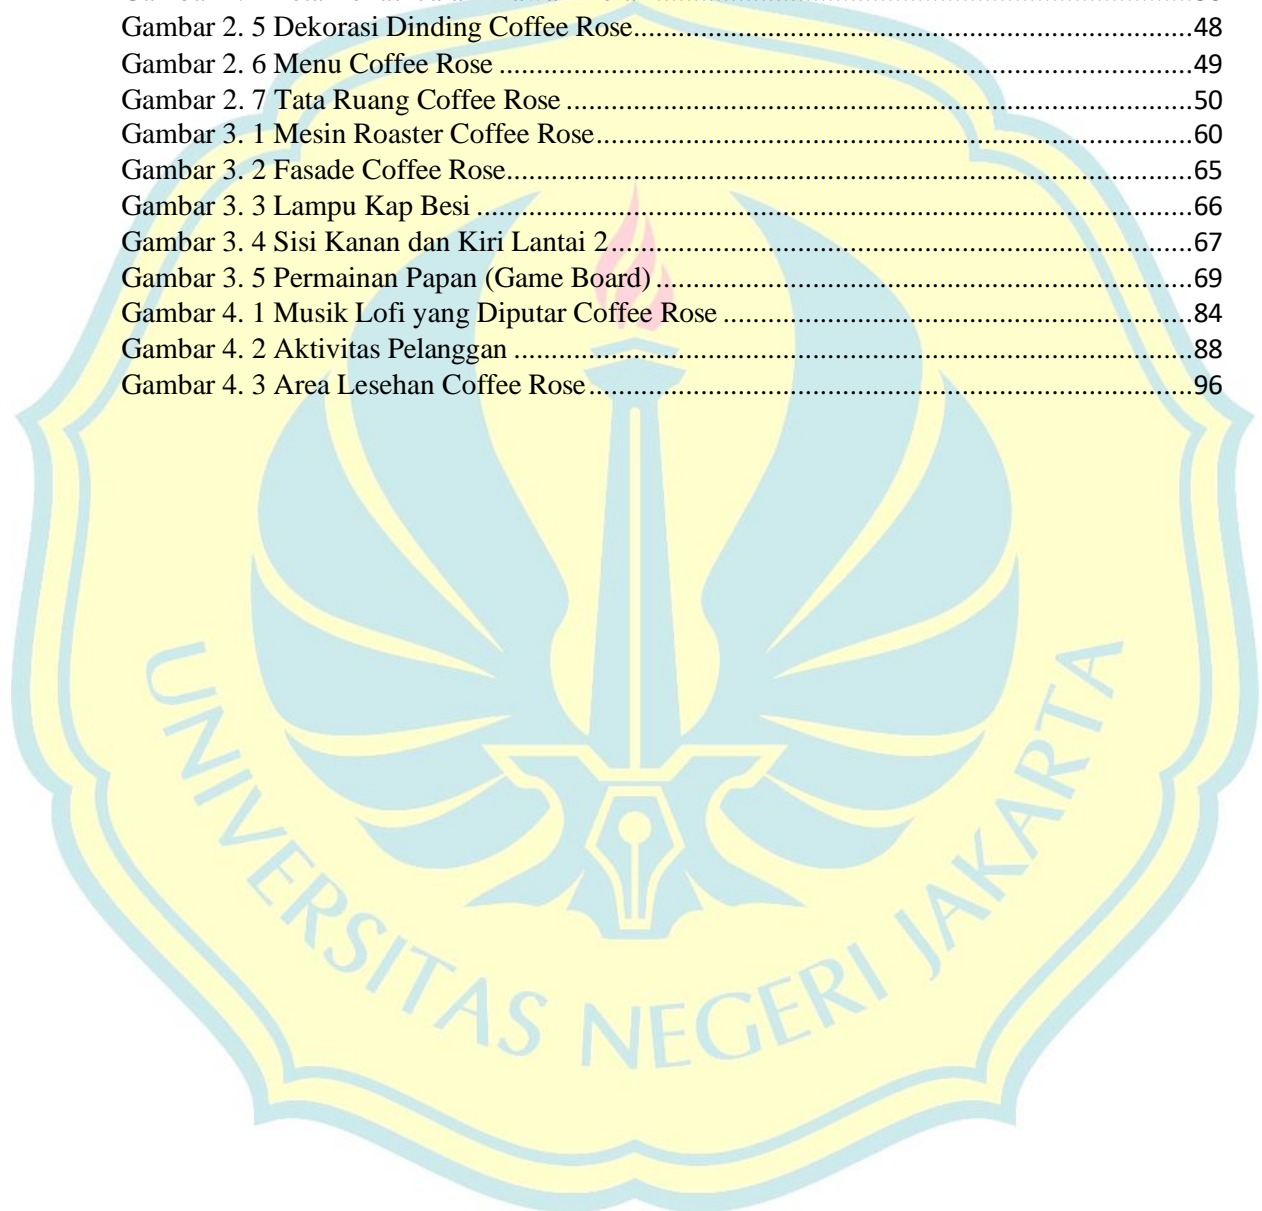 Gambar 2. 5 Dekorasi Dinding Coffee Rose..........48
Gambar 2. 6 Menu Coffee Rose ..........49
Gambar 2. 7 Tata Ruang Coffee Rose ..........50
Gambar 3. 1 Mesin Roaster Coffee Rose..........60
Gambar 3. 2 Fasade Coffee Rose..........65
Gambar 3. 3 Lampu Kap Besi ..........66
Gambar 3. 4 Sisi Kanan dan Kiri Lantai 2..........67
Gambar 3. 5 Permainan Papan (Game Board) ..........69
Gambar 4. 1 Musik Lofi yang Diputar Coffee Rose ..........84
Gambar 4. 2 Aktivitas Pelanggan ..........88
Gambar 4. 3 Area Lesehan Coffee Rose..........96
UNIVERSITAS NEGERI JAKARTA